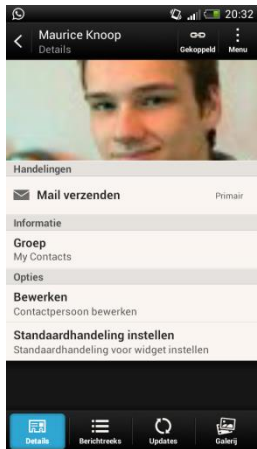 20:32
Maurice Knoop
Details
Gekoppeld
Menu
Handelingen
Mail verzenden
Primair
Informatie
Groep
My Contacts
Opties
Bewerken
Contactpersoon bewerken
Standaardhandeling instellen
Standaardhandeling voor widget instellen
Details
Berichtreeks
Updates
Galerij